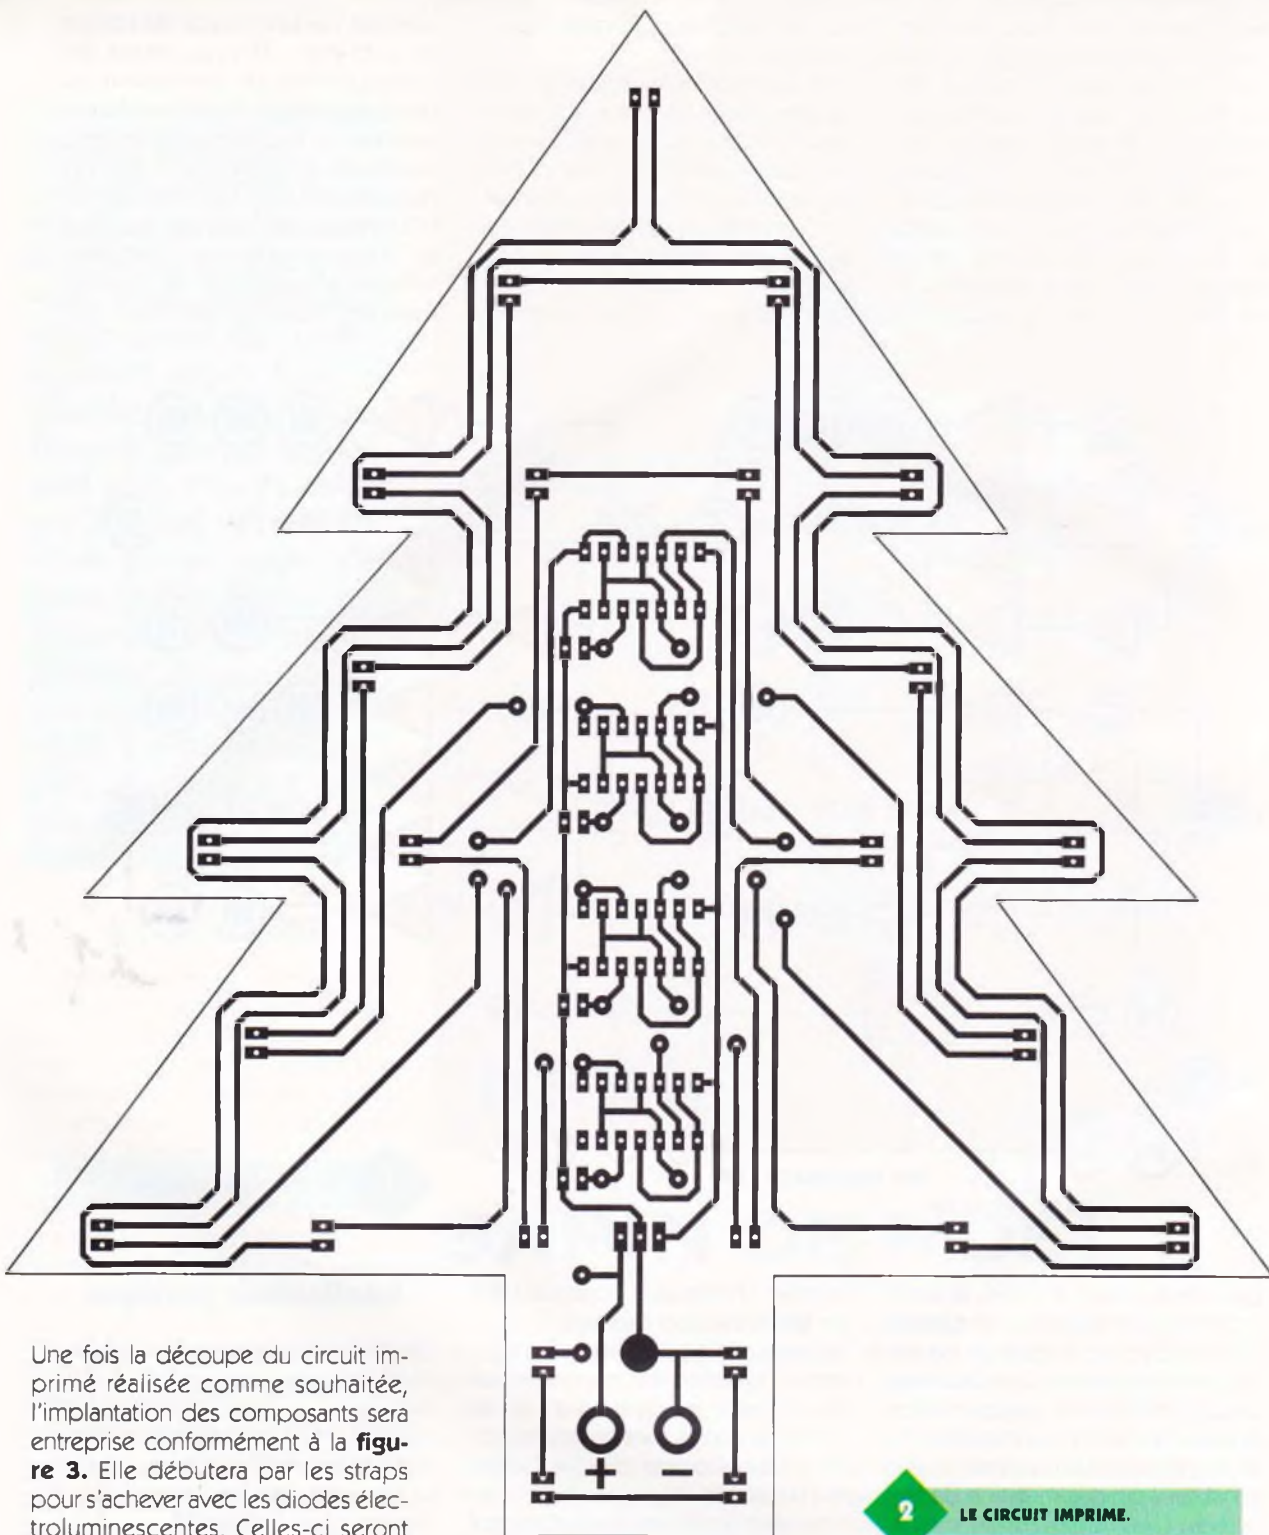 + −
Une fois la découpe du circuit im-
primé réalisée comme souhaitée,
l'implantation des composants sera
entreprise conformément à la figu-
re 3. Elle débutera par les straps
pour s'achever avec les diodes élec-
troluminescentes. Celles-ci seront
2 LE CIRCUIT IMPRIME.